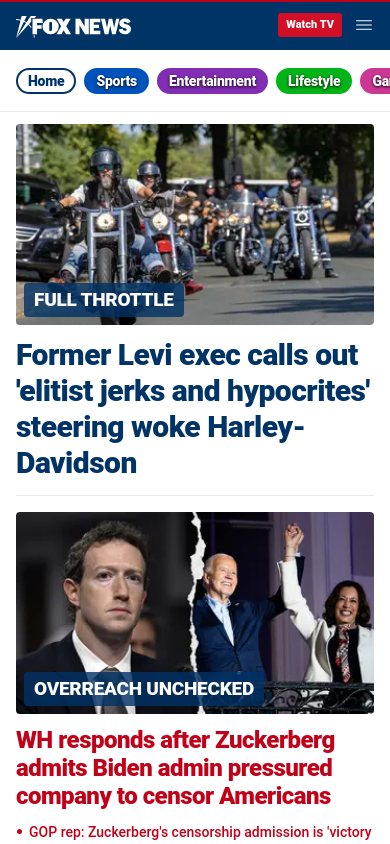 FOX NEWS
Watch TV
Home
Sports
Entertainment
Lifestyle
FULL THROTTLE
Former Levi exec calls out
'elitist jerks and hypocrites'
steering woke Harley-
Davidson
OVERREACH UNCHECKED
WH responds after Zuckerberg
admits Biden admin pressured
company to censor Americans
• GOP rep: Zuckerberg's censorship admission is 'victory